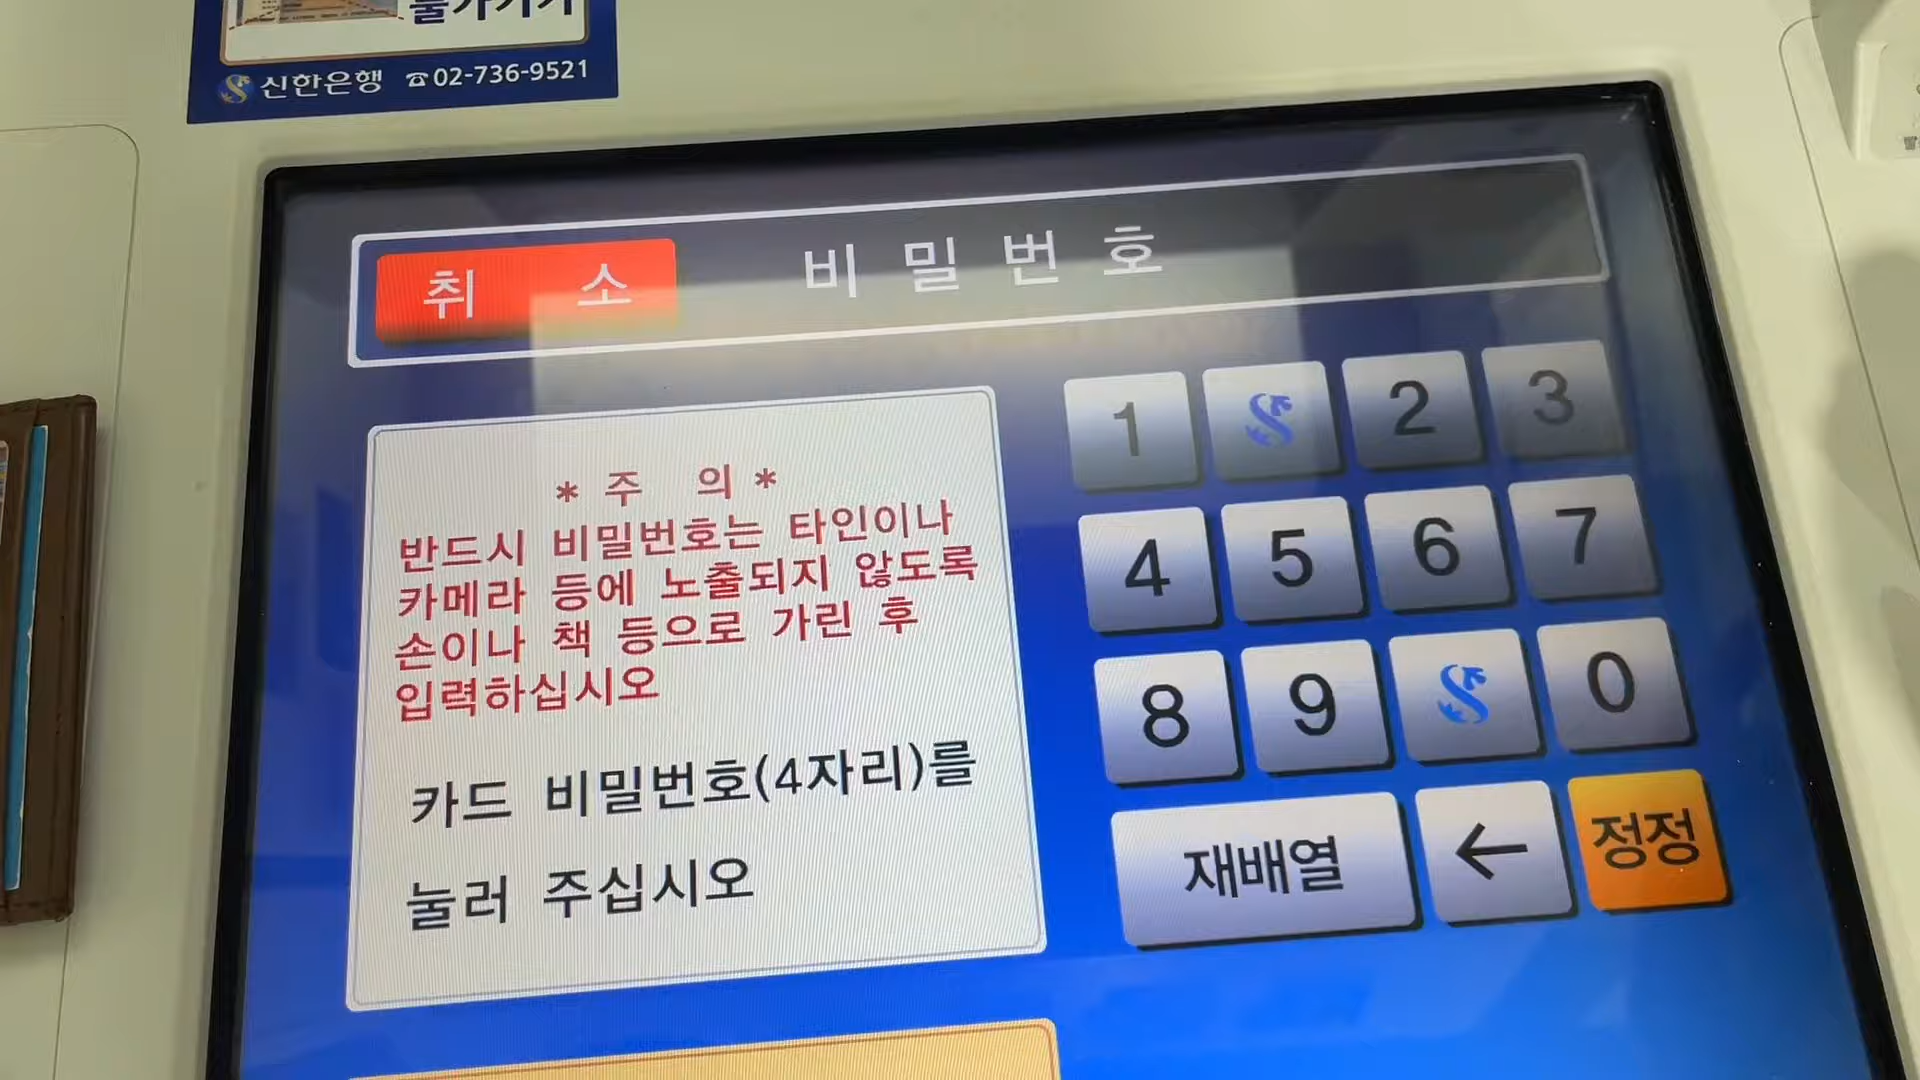 불가기기
신한은행 ☎02-736-9521
취 소 비 밀 번 호
1 2 3
4 5 6 7
8 9 0
재배열 ← 정정
* 주 의 *
반드시 비밀번호는 타인이나
카메라 등에 노출되지 않도록
손이나 책 등으로 가린 후
입력하십시오
카드 비밀번호(4자리)를
눌러 주십시오